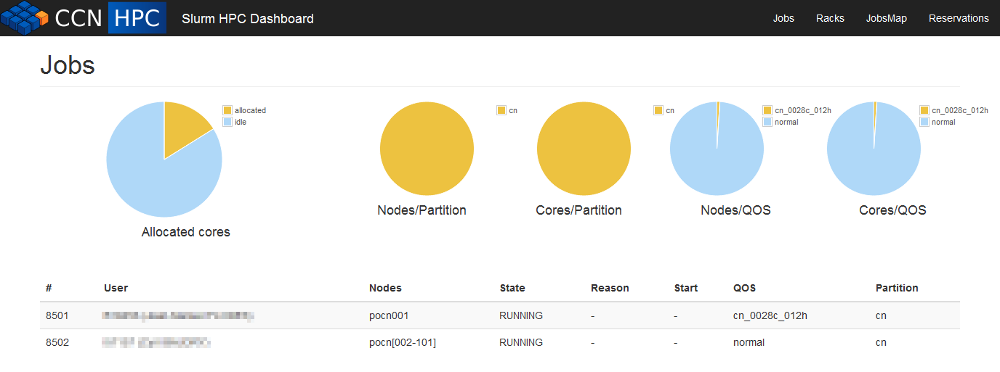 CCN HPC Slurm HPC Dashboard Jobs Racks JobsMap Reservations
Jobs
allocated
idle
Allocated cores
cn
Nodes/Partition
cn
Cores/Partition
cn_0028c_012h
normal
Nodes/QOS
cn_0028c_012h
normal
Cores/QOS
# User Nodes State Reason Start QOS Partition
8501 pocn001 RUNNING - - cn_0028c_012h cn
8502 pocn[002-101] RUNNING - - normal cn